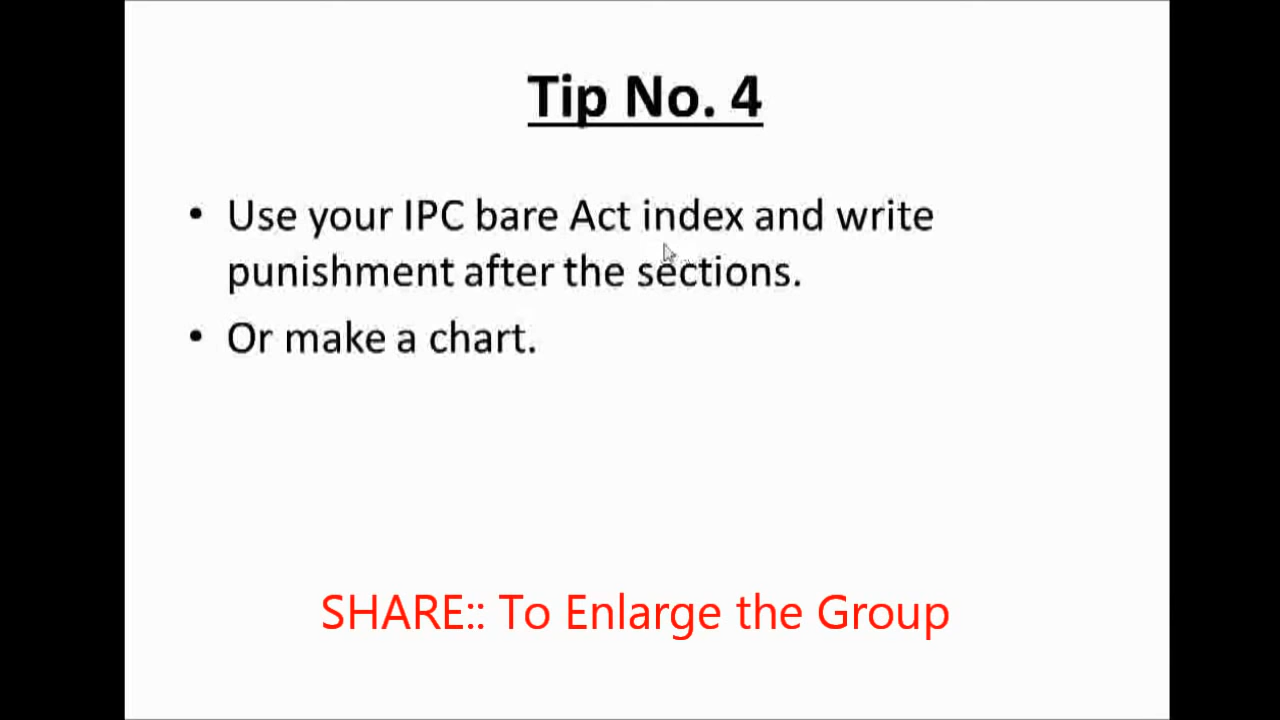 Tip No. 4
• Use your IPC bare Act index and write
punishment after the sections.
• Or make a chart.
SHARE:: To Enlarge the Group